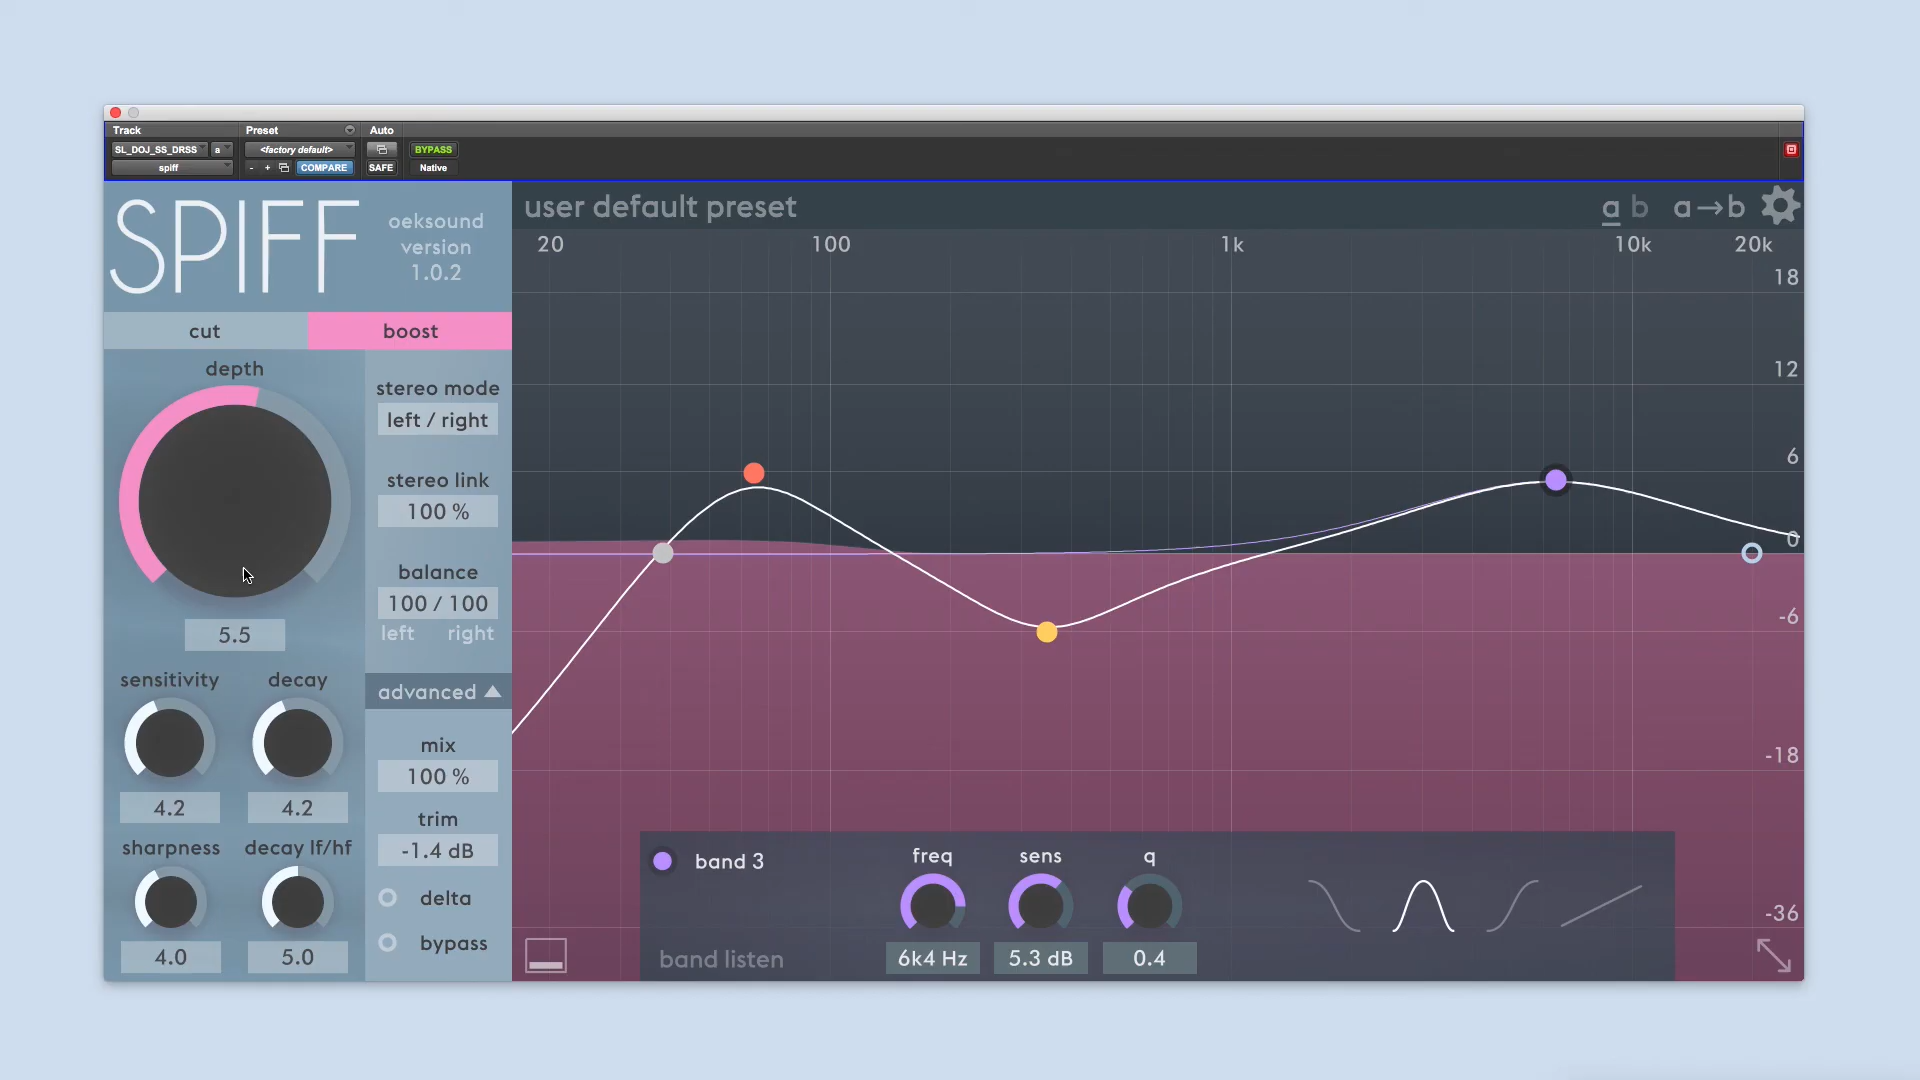 Track
Preset
Auto
SL_DOJ_SS_DRSS
a
<factory default>
BYPASS
spiff
- +
COMPARE
SAFE
Native
SPIFF
oeksound
version
1.0.2
user default preset
a b a→b
20 100 1k 10k 20k
18
12
6
0
-6
-18
-36
cut boost
depth
5.5
sensitivity decay
4.2 4.2
sharpness decay lf/hf
4.0 5.0
stereo mode
left / right
stereo link
100 %
balance
100 / 100
left right
advanced
mix
100 %
trim
-1.4 dB
delta
bypass
band 3
freq sens q
band listen
6k4 Hz 5.3 dB 0.4